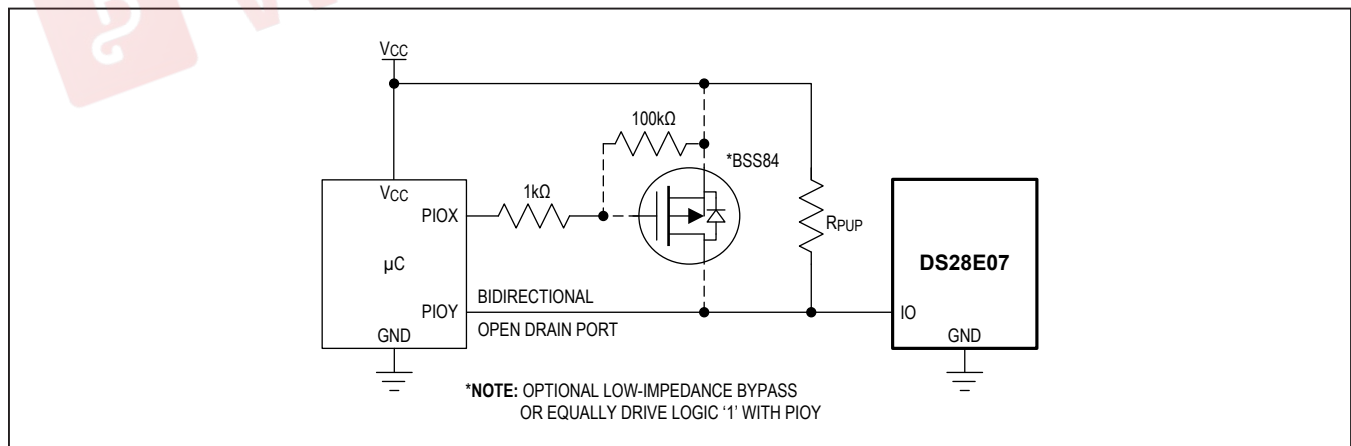 VCC
100kΩ
*BSS84
1kΩ
VCC
PIOX
RPUP
DS28E07
µC
PIOY
BIDIRECTIONAL
OPEN DRAIN PORT
IO
GND
GND
*NOTE: OPTIONAL LOW-IMPEDANCE BYPASS
OR EQUALLY DRIVE LOGIC ‘1’ WITH PIOY